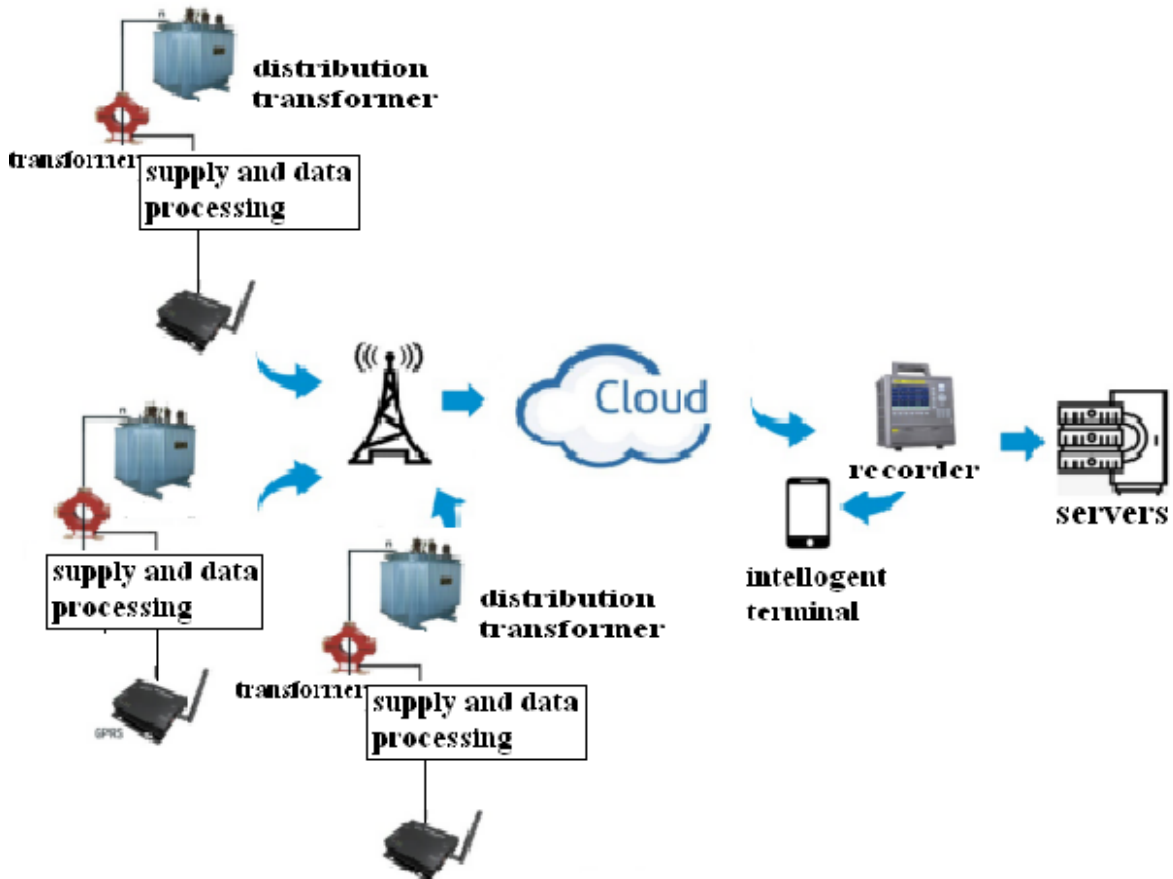 distribution
transformer
transformer
supply and data
processing
Cloud
recorder
servers
supply and data
processing
intellogent
terminal
distribution
transformer
GPRS
transformer
supply and data
processing